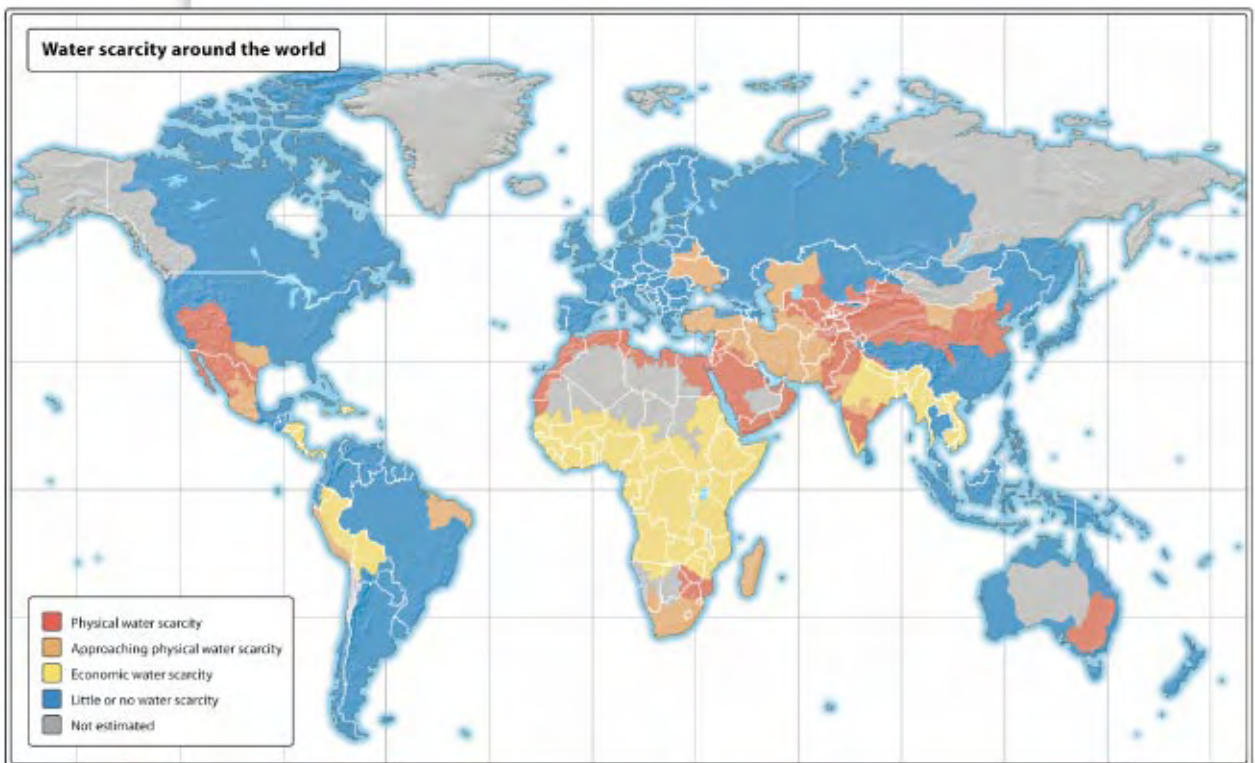 Water scarcity around the world
Physical water scarcity
Approaching physical water scarcity
Economic water scarcity
Little or no water scarcity
Not estimated